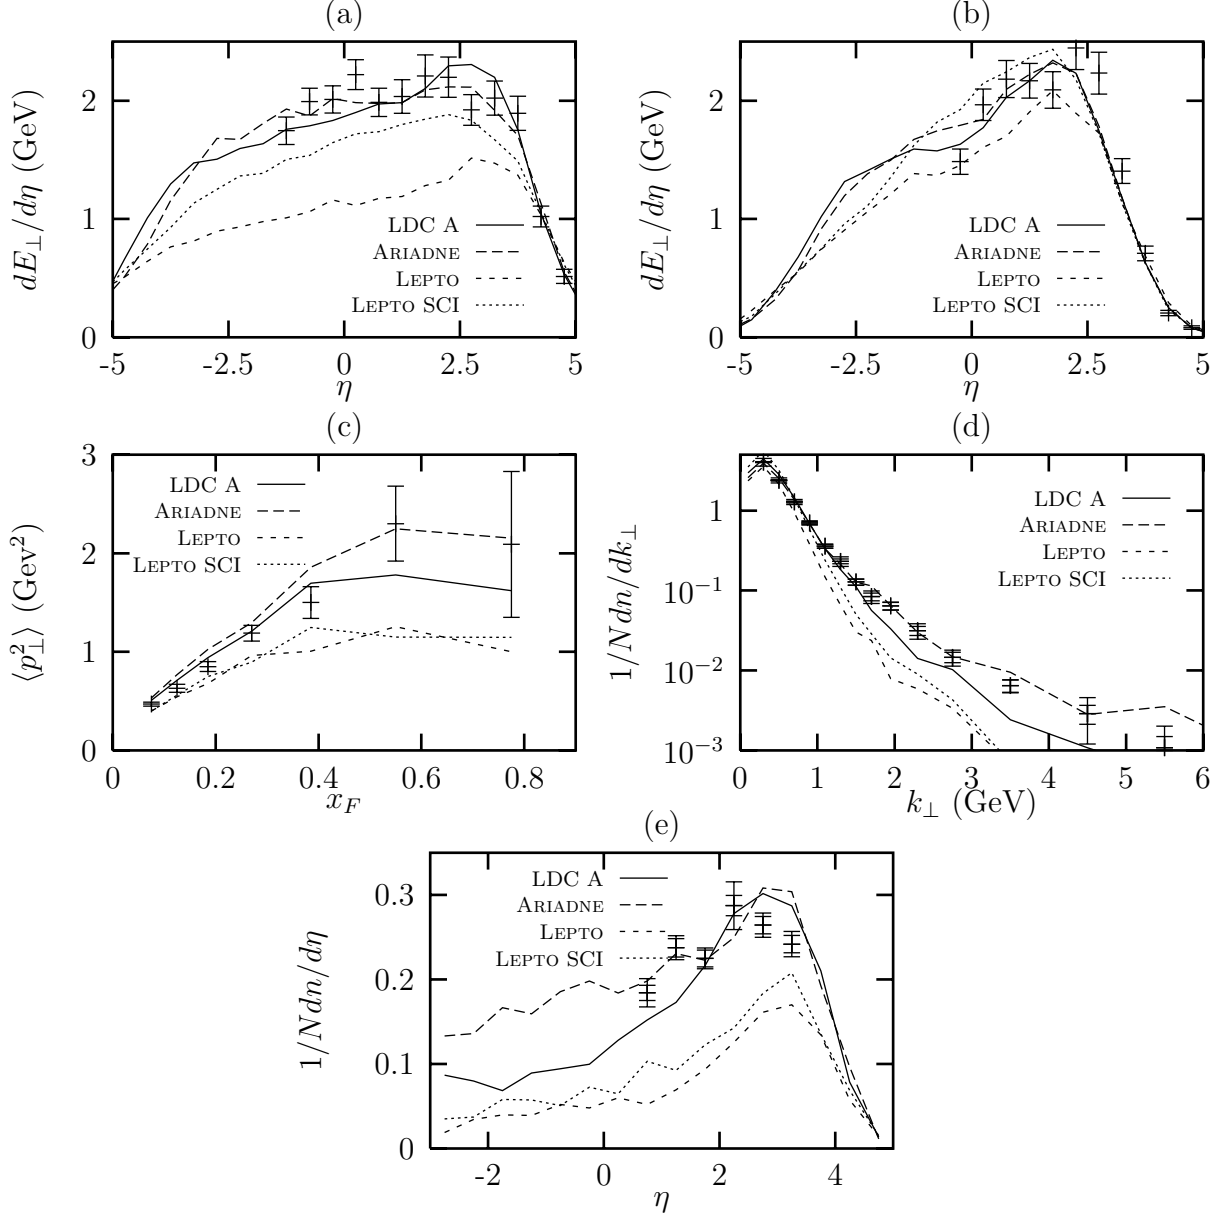 (a)
dE⊥/dη (GeV)
2
1
0
-5
-2.5
0
2.5
5
η
LDC A
ARIADNE
LEPTO
LEPTO SCI
(b)
dE⊥/dη (GeV)
2
1
0
-5
-2.5
0
2.5
5
η
LDC A
ARIADNE
LEPTO
LEPTO SCI
(c)
⟨p²⊥⟩ (Gev²)
3
2
1
0
0
0.2
0.4
0.6
0.8
x_F
LDC A
ARIADNE
LEPTO
LEPTO SCI
(d)
1/Ndn/dk⊥
1
10⁻¹
10⁻²
10⁻³
0
1
2
3
4
5
6
k⊥ (GeV)
LDC A
ARIADNE
LEPTO
LEPTO SCI
(e)
1/Ndn/dη
0.3
0.2
0.1
0
-2
0
2
4
η
LDC A
ARIADNE
LEPTO
LEPTO SCI